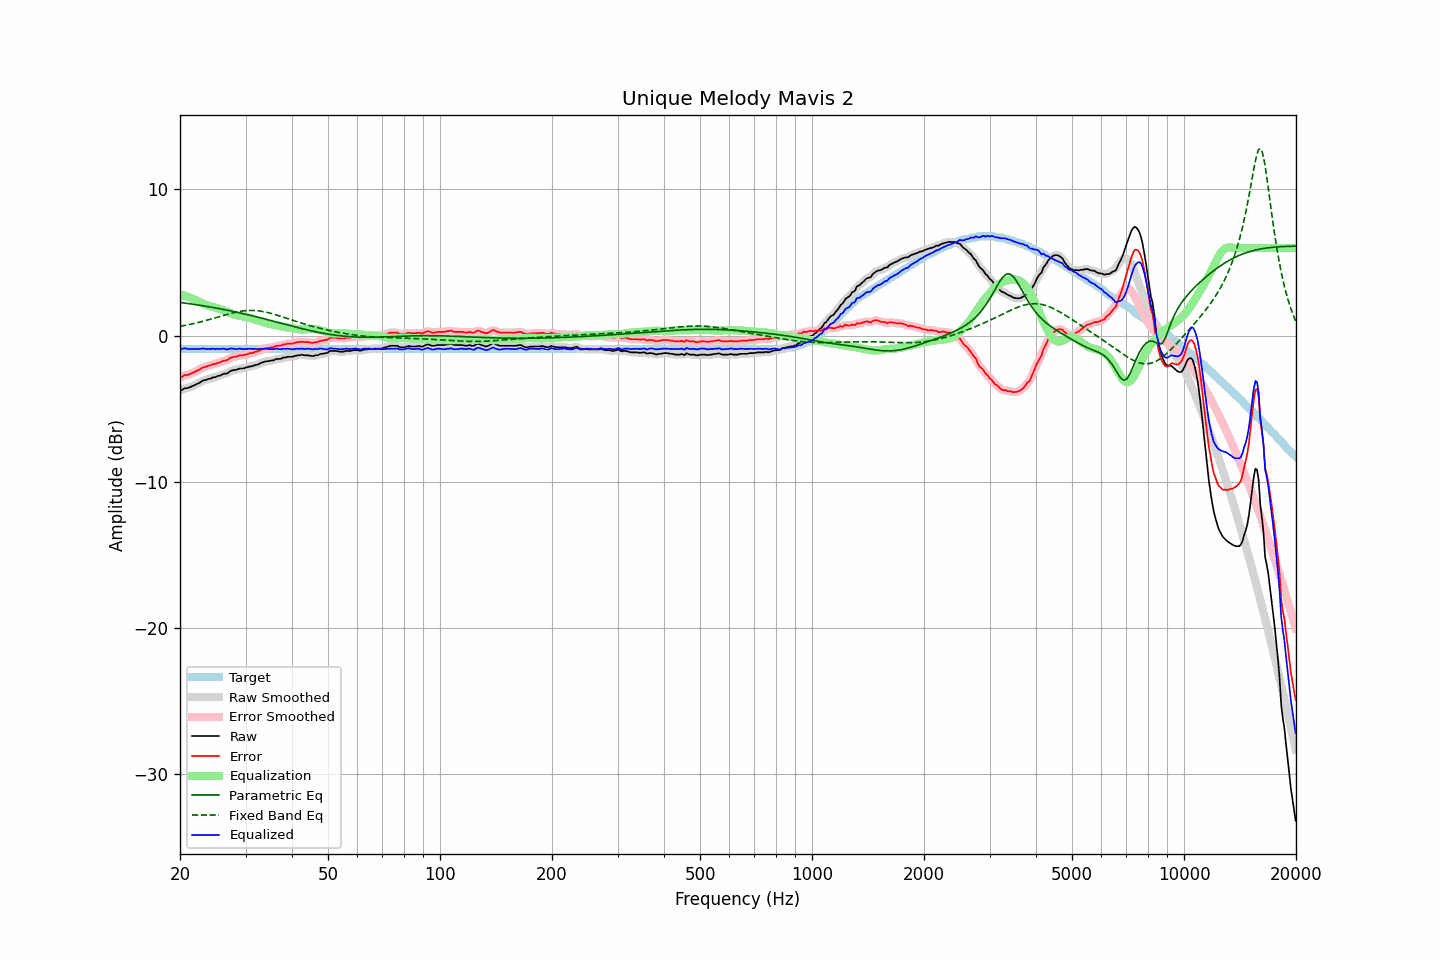 Unique Melody Mavis 2
Amplitude (dBr)
10
0
−10
−20
−30
Target
Raw Smoothed
Error Smoothed
Raw
Error
Equalization
Parametric Eq
Fixed Band Eq
Equalized
20 50 100 200 500 1000 2000 5000 10000 20000
Frequency (Hz)